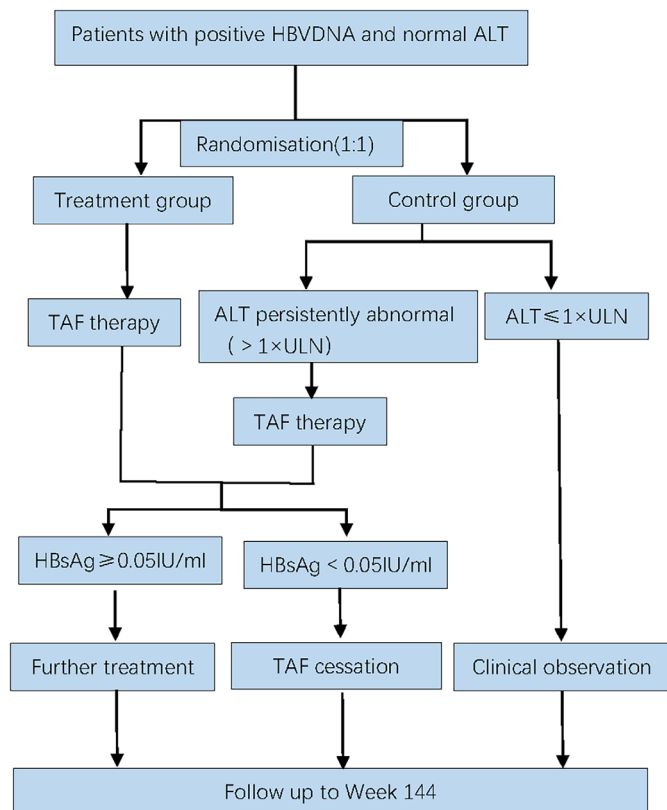 Patients with positive HBVDNA and normal ALT
Randomisation(1:1)
Treatment group
Control group
TAF therapy
ALT persistently abnormal
（>1×ULN）
ALT≤1×ULN
TAF therapy
HBsAg≥0.05IU/ml
HBsAg<0.05IU/ml
Further treatment
TAF cessation
Clinical observation
Follow up to Week 144